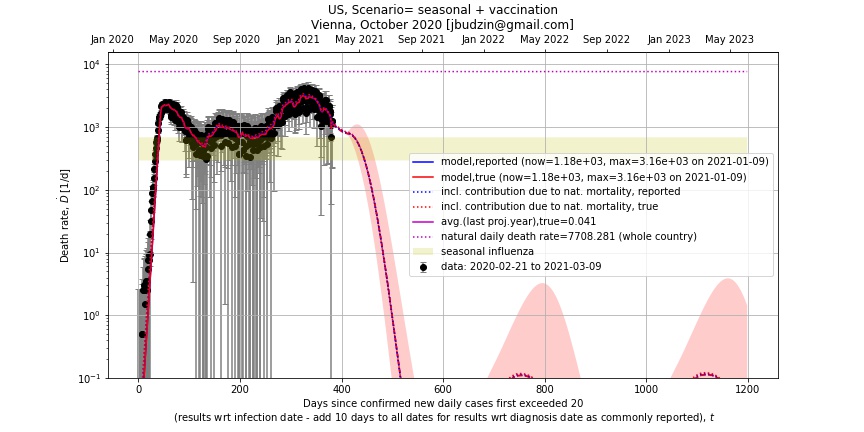 US, Scenario= seasonal + vaccination
Vienna, October 2020 [jbudzin@gmail.com]
Jan 2020 May 2020 Sep 2020 Jan 2021 May 2021 Sep 2021 Jan 2022 May 2022 Sep 2022 Jan 2023 May 2023
10⁴
10³
10²
10¹
10⁰
10⁻¹
Death rate, Ḋ [1/d]
model,reported (now=1.18e+03, max=3.16e+03 on 2021-01-09)
model,true (now=1.18e+03, max=3.16e+03 on 2021-01-09)
incl. contribution due to nat. mortality, reported
incl. contribution due to nat. mortality, true
avg.(last proj.year),true=0.041
natural daily death rate=7708.281 (whole country)
seasonal influenza
data: 2020-02-21 to 2021-03-09
0 200 400 600 800 1000 1200
Days since confirmed new daily cases first exceeded 20
(results wrt infection date - add 10 days to all dates for results wrt diagnosis date as commonly reported), t